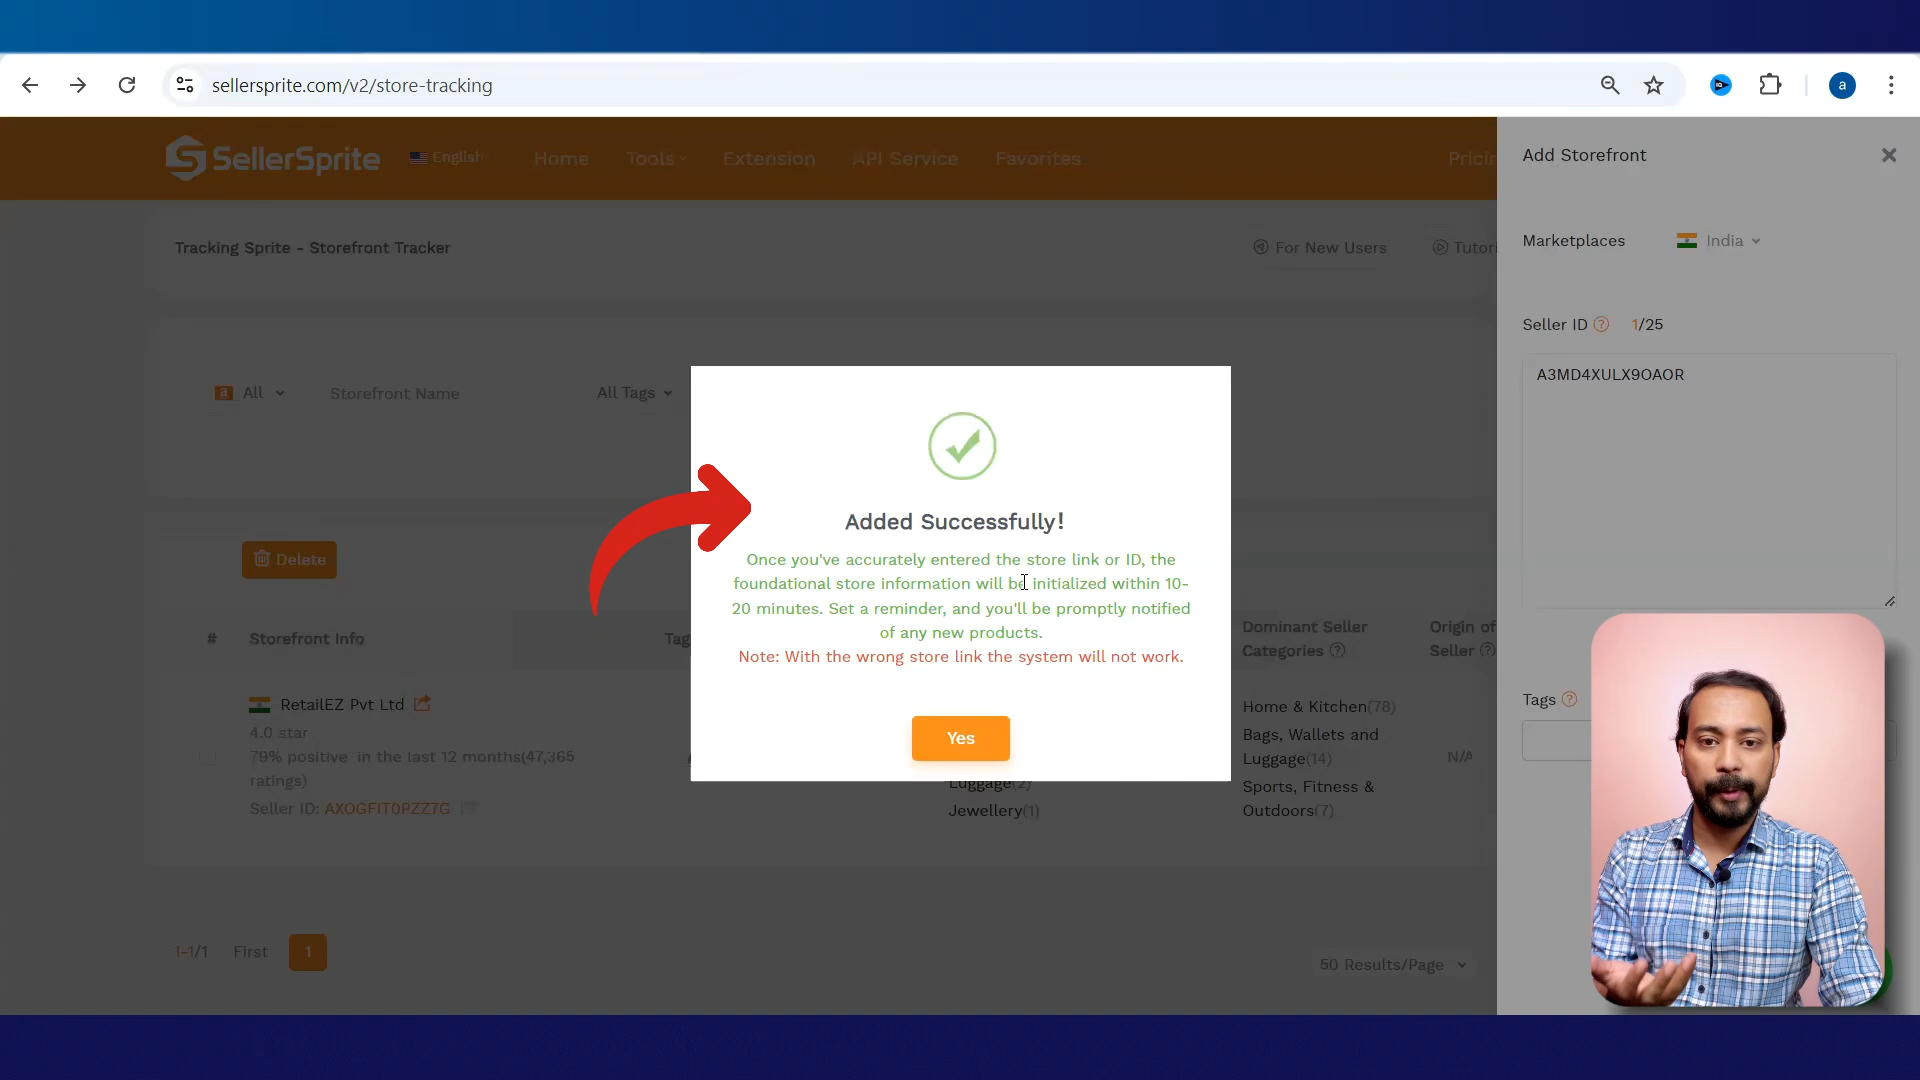 sellersprite.com/v2/store-tracking
a
SellerSprite
English
Home
Tools
Extension
API Service
Favorites
Add Storefront
Tracking Sprite - Storefront Tracker
For New Users
Marketplaces
India
Seller ID ? 1/25
A3MD4XULX9OAOR
a All
Storefront Name
All Tags
Added Successfully!
Once you've accurately entered the store link or ID, the
foundational store information will be initialized within 10-
20 minutes. Set a reminder, and you'll be promptly notified
of any new products.
Note: With the wrong store link the system will not work.
Yes
Delete
#
Storefront Info
Dominant Seller
Categories ?
Origin of
Seller ?
Tags ?
RetailEZ Pvt Ltd
4.0 star
79% positive in the last 12 months(47,365
ratings)
Seller ID: AXOGFIT0PZZ7G
Luggage(2)
Jewellery(1)
Home & Kitchen(78)
Bags, Wallets and
Luggage(14)
Sports, Fitness &
Outdoors(7)
N/A
1-1/1
First
1
50 Results/Page